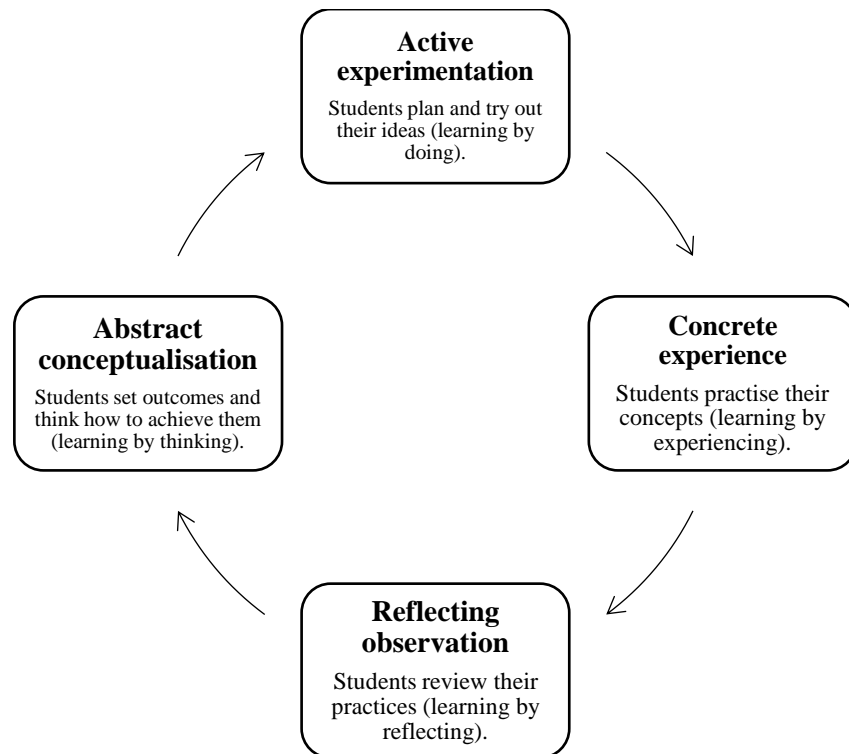 Active
experimentation
Students plan and try out
their ideas (learning by
doing).
Abstract
conceptualisation
Students set outcomes and
think how to achieve them
(learning by thinking).
Concrete
experience
Students practise their
concepts (learning by
experiencing).
Reflecting
observation
Students review their
practices (learning by
reflecting).